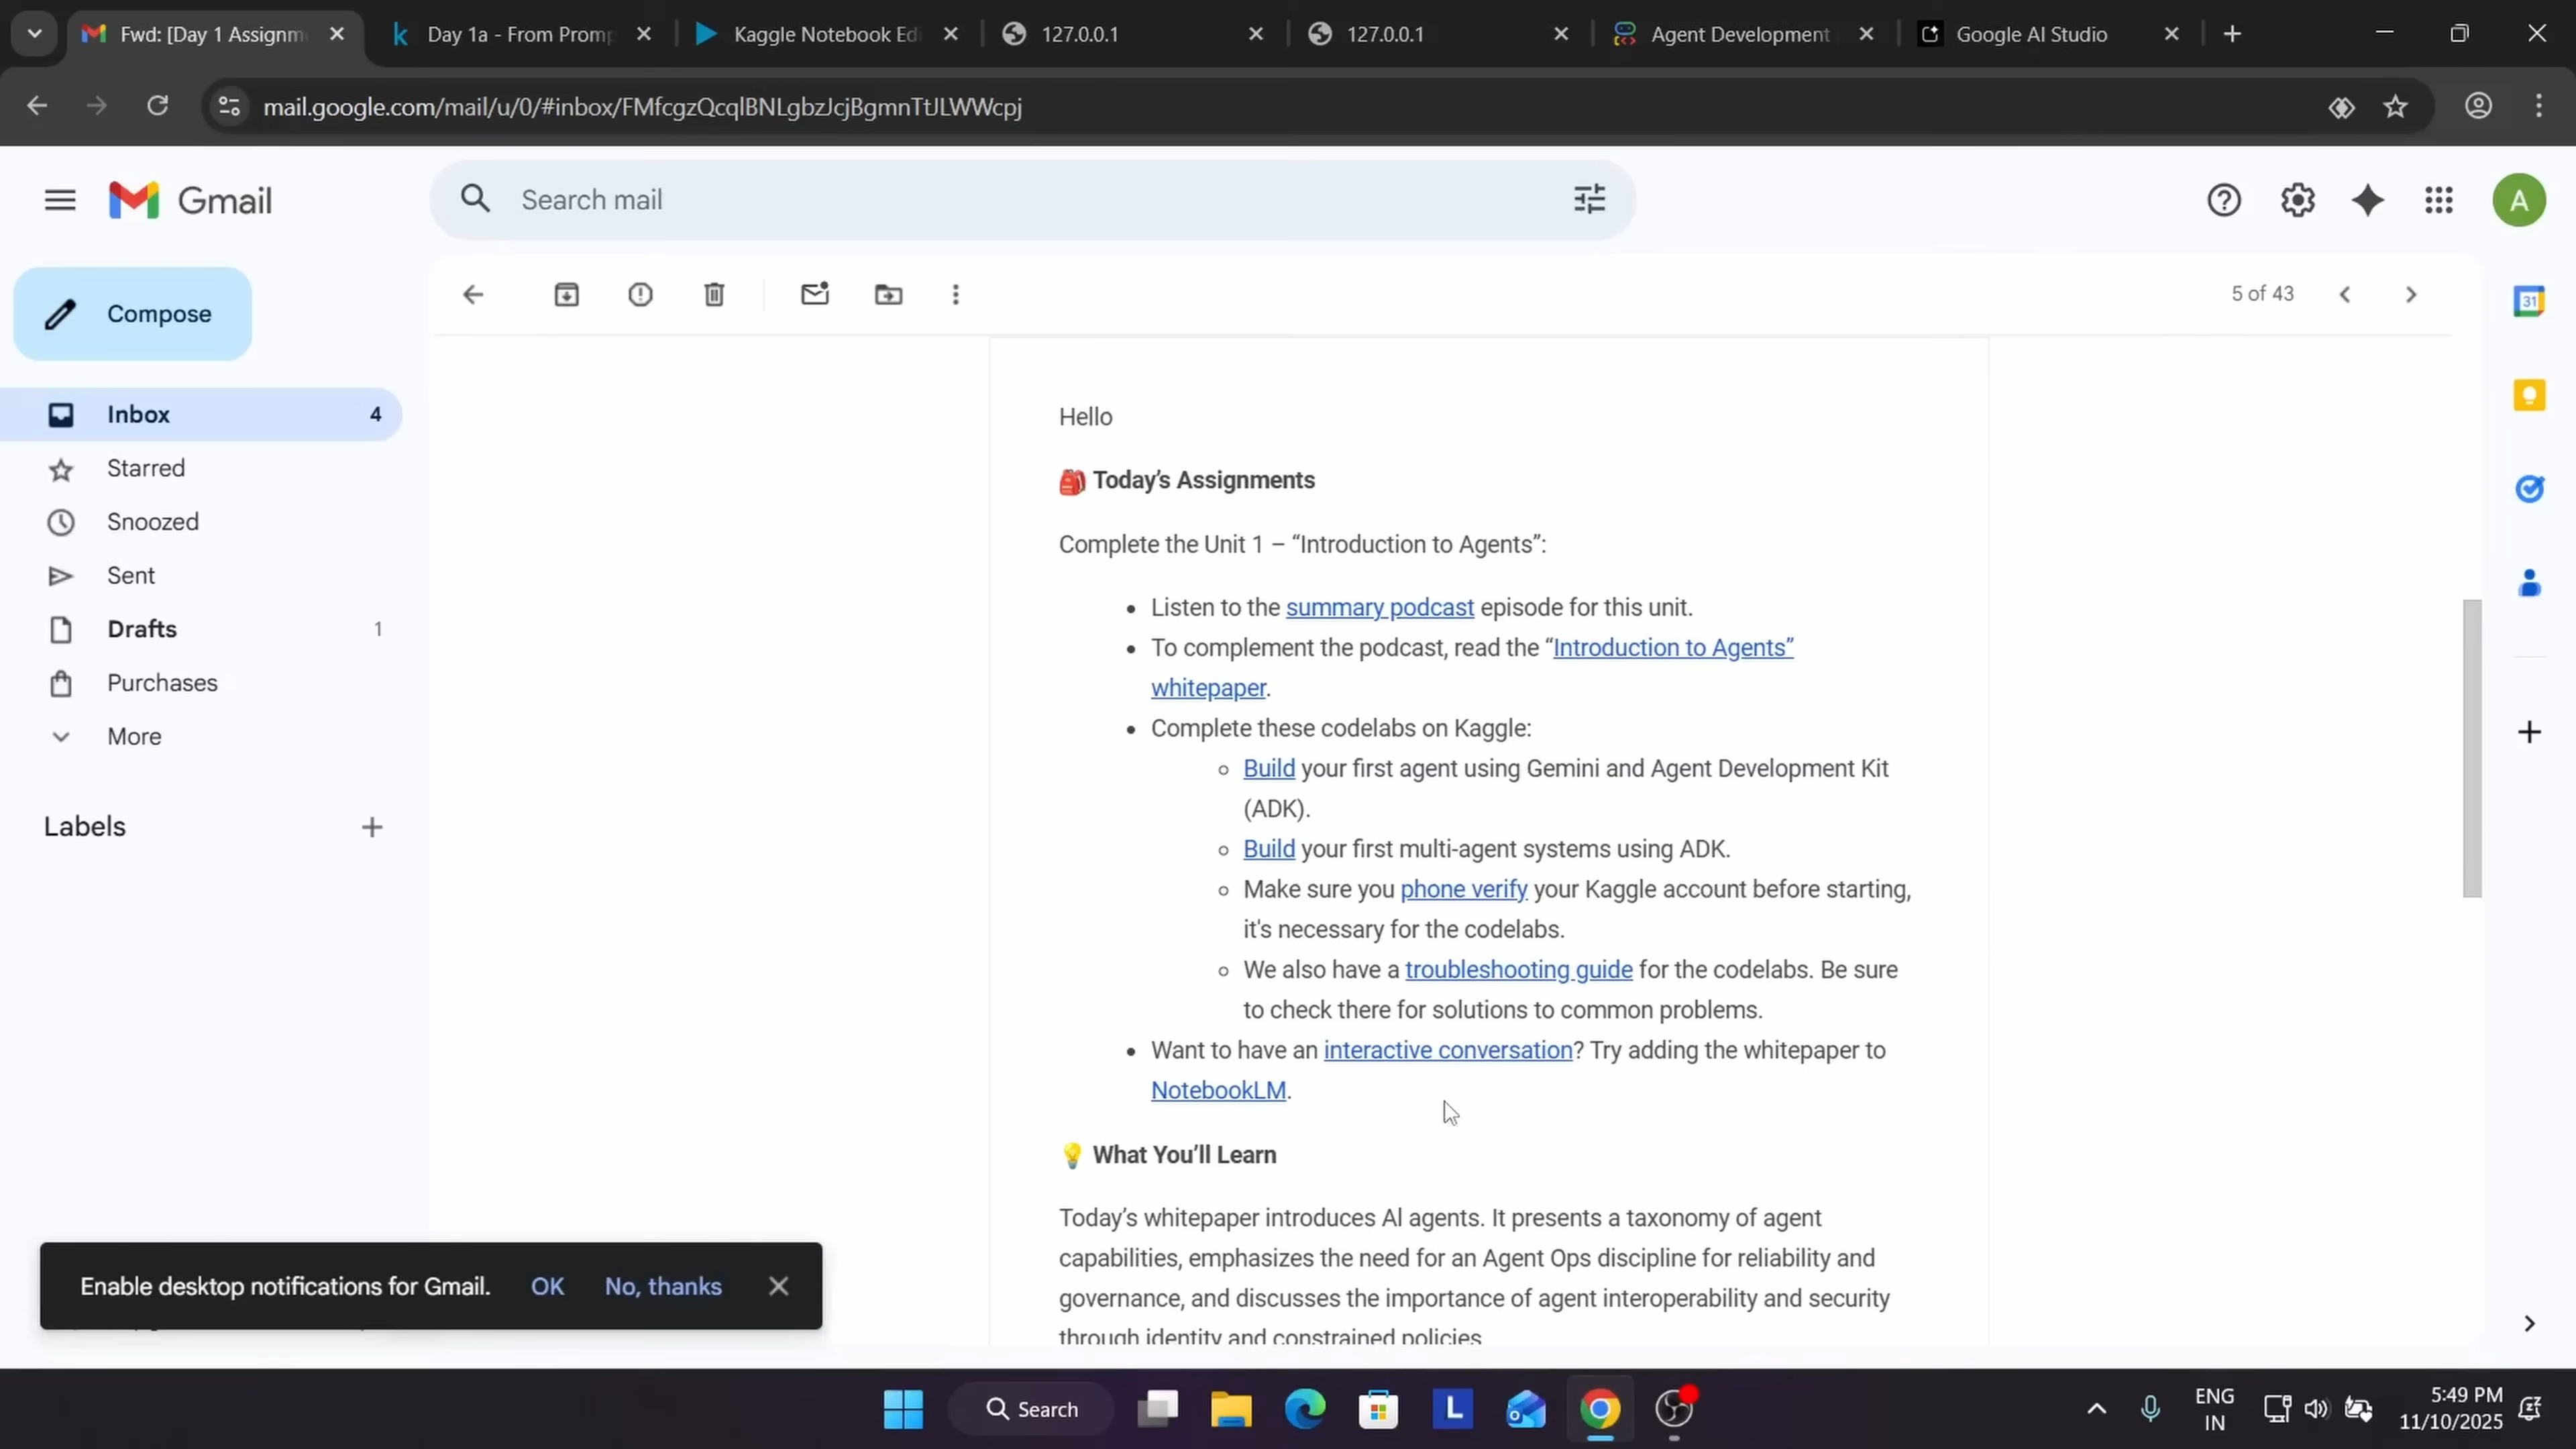 Fwd: [Day 1 Assignm
Day 1a - From Promp
Kaggle Notebook Edi
127.0.0.1
127.0.0.1
Agent Development
Google AI Studio
mail.google.com/mail/u/0/#inbox/FMfcgzQcqlBNLgbzJcjBgmnTtJLWWcpj
Gmail
Search mail
A
Compose
5 of 43
31
Inbox 4
Starred
Snoozed
Sent
Drafts 1
Purchases
More
Labels
Hello
🎒 Today’s Assignments
Complete the Unit 1 – “Introduction to Agents”:
• Listen to the summary podcast episode for this unit.
• To complement the podcast, read the “Introduction to Agents”
whitepaper.
• Complete these codelabs on Kaggle:
○ Build your first agent using Gemini and Agent Development Kit
(ADK).
○ Build your first multi-agent systems using ADK.
○ Make sure you phone verify your Kaggle account before starting,
it's necessary for the codelabs.
○ We also have a troubleshooting guide for the codelabs. Be sure
to check there for solutions to common problems.
• Want to have an interactive conversation? Try adding the whitepaper to
NotebookLM.
💡 What You’ll Learn
Today’s whitepaper introduces AI agents. It presents a taxonomy of agent
capabilities, emphasizes the need for an Agent Ops discipline for reliability and
governance, and discusses the importance of agent interoperability and security
through identity and constrained policies
Enable desktop notifications for Gmail. OK No, thanks
Search
L
ENG
IN
5:49 PM
11/10/2025